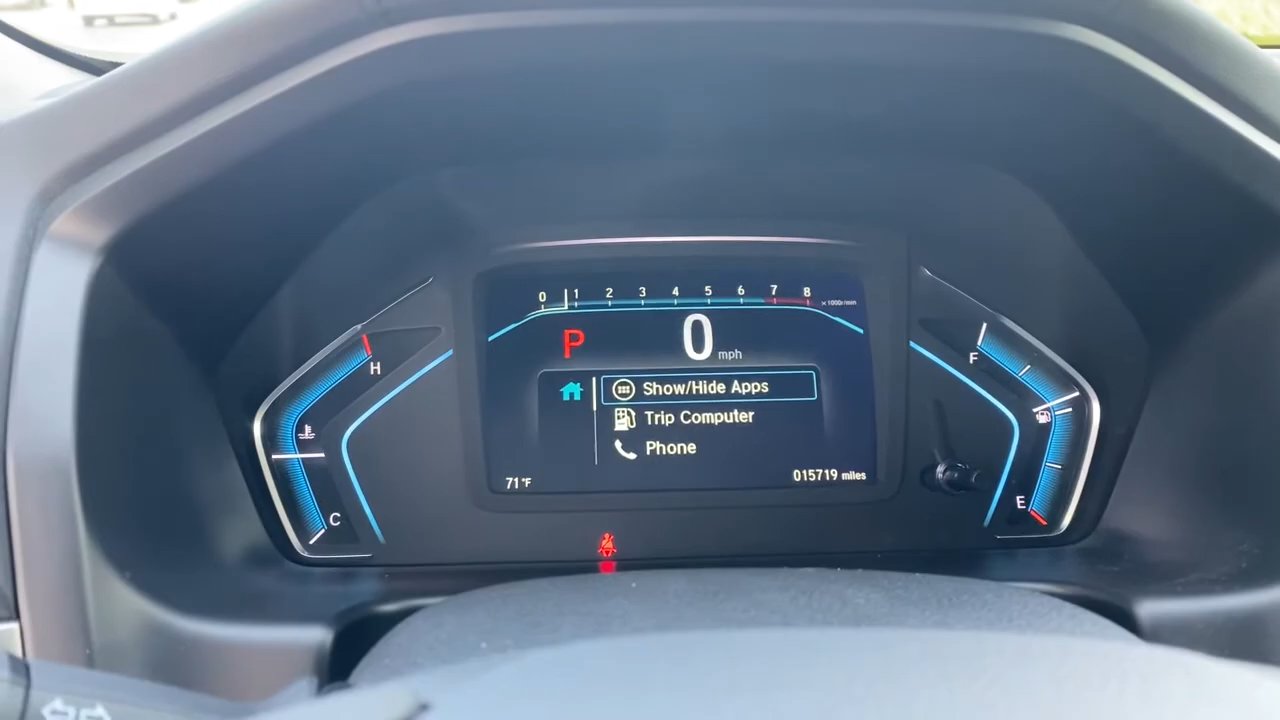 0 1 2 3 4 5 6 7 8 ×1000r/min
P 0 mph
H
F
Show/Hide Apps
Trip Computer
Phone
C
E
71°F
015719 miles